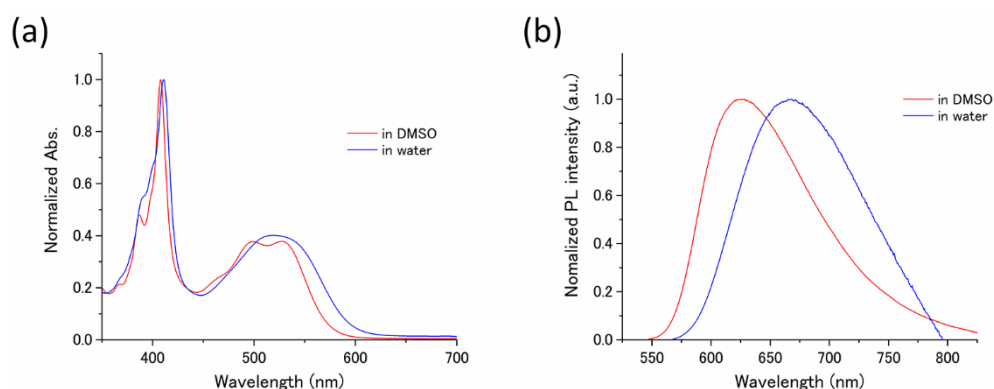 (a)
Normalized Abs.
1.0
0.8
0.6
0.4
0.2
0.0
400
500
600
700
Wavelength (nm)
in DMSO
in water
(b)
Nomalized PL intensity (a.u.)
1.0
0.8
0.6
0.4
0.2
0.0
550
600
650
700
750
800
Wavelength (nm)
in DMSO
in water